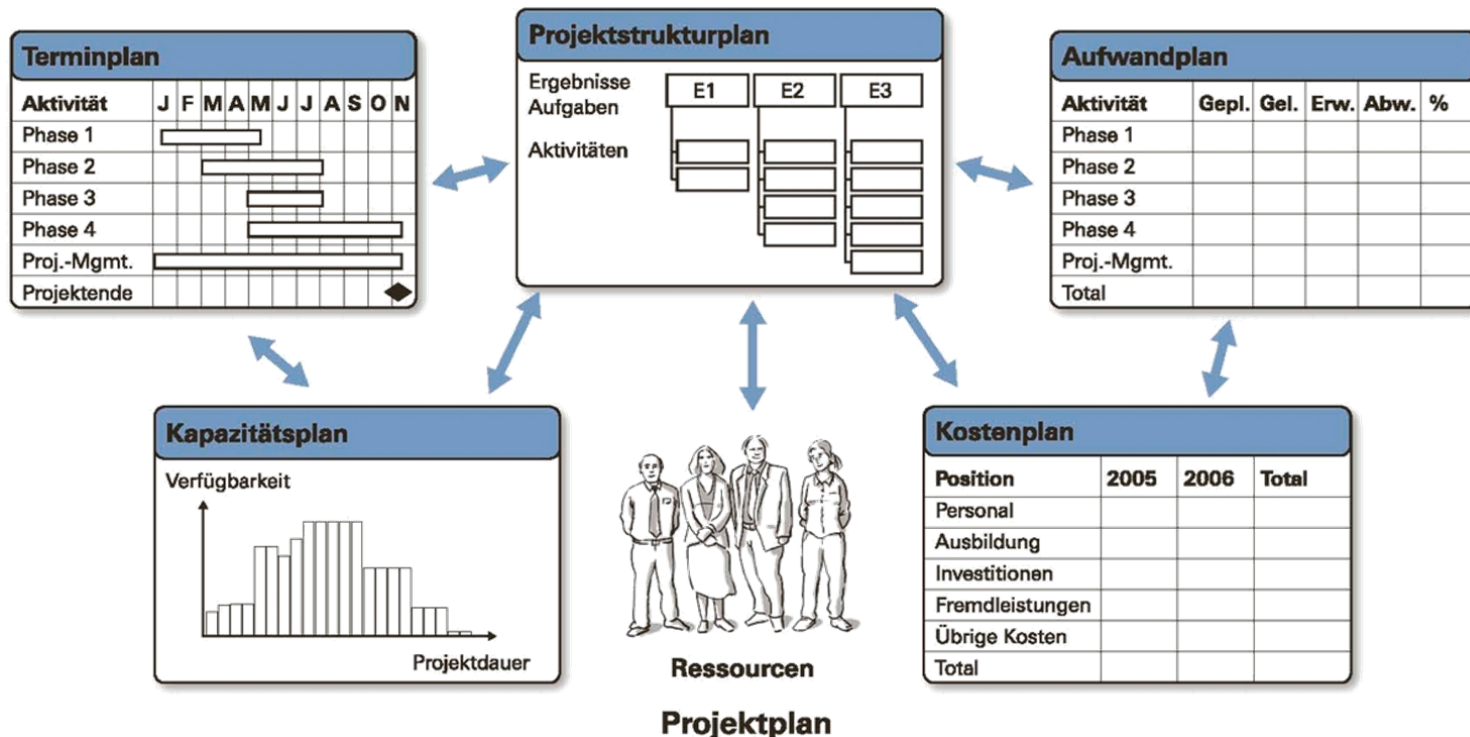 Terminplan
Aktivität J F M A M J J A S O N
Phase 1
Phase 2
Phase 3
Phase 4
Proj.-Mgmt.
Projektende
Projektstrukturplan
Ergebnisse
Aufgaben
E1 E2 E3
Aktivitäten
Aufwandplan
Aktivität Gepl. Gel. Erw. Abw. %
Phase 1
Phase 2
Phase 3
Phase 4
Proj.-Mgmt.
Total
Kapazitätsplan
Verfügbarkeit
Projektdauer
Ressourcen
Kostenplan
Position 2005 2006 Total
Personal
Ausbildung
Investitionen
Fremdleistungen
Übrige Kosten
Total
Projektplan